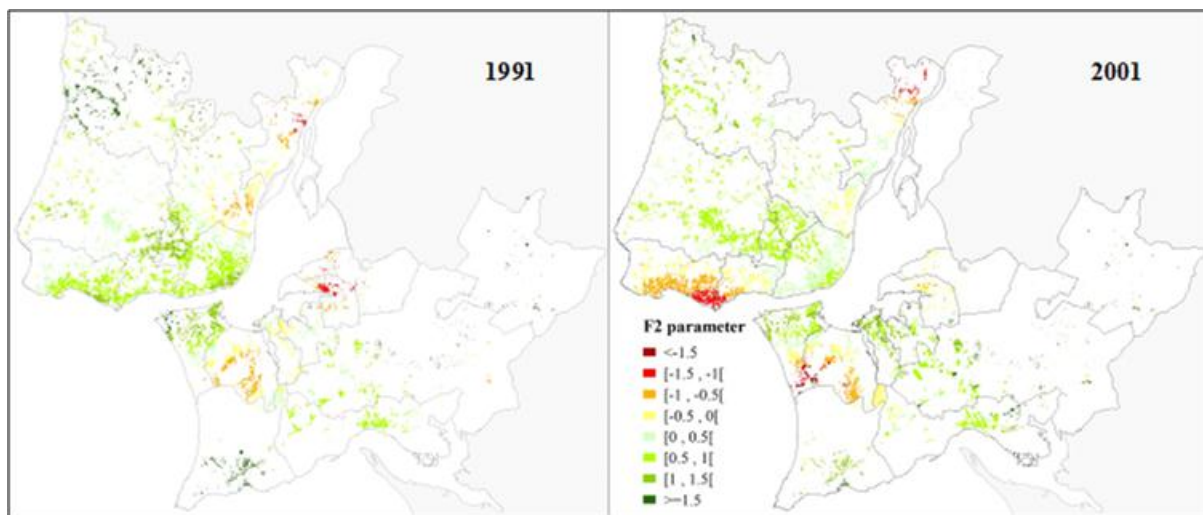 1991
2001
F2 parameter
<-1.5
[-1.5 , -1[
[-1 , -0.5[
[-0.5 , 0[
[0 , 0.5[
[0.5 , 1[
[1 , 1.5[
>=1.5